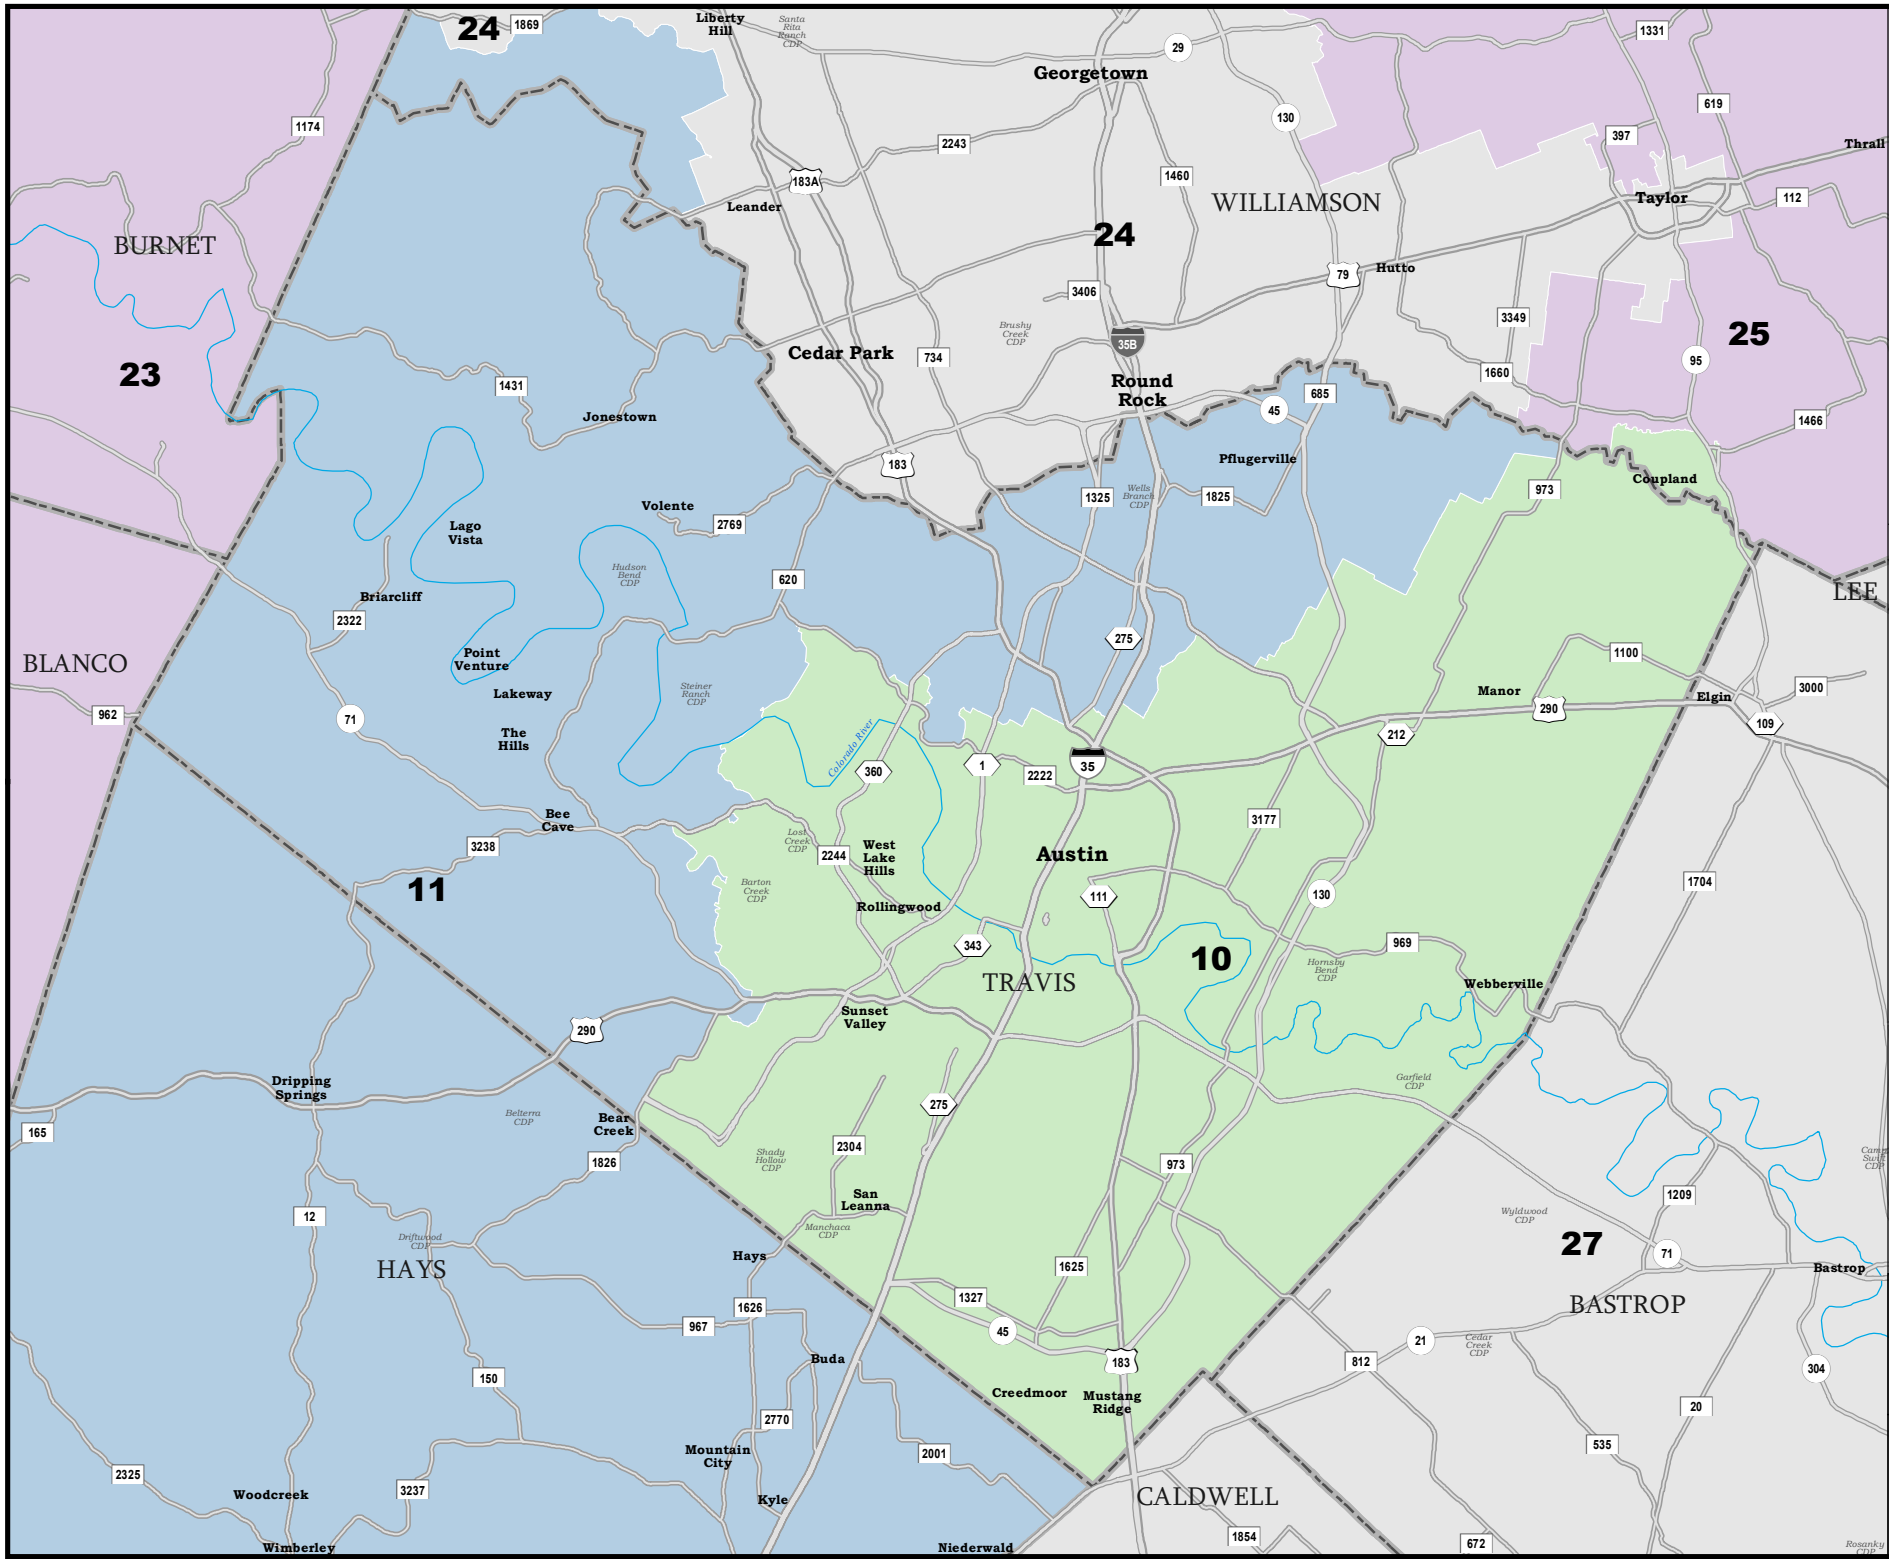 24
1869
Liberty
Hill
Santa
Rita
Ranch
CDP
29
1331
Georgetown
619
1174
130
397
2243
Thrall
183A
1460
WILLIAMSON
Leander
Taylor
112
24
BURNET
79
Hutto
3406
Brushy
Creek
CDP
35B
3349
25
Cedar Park
734
95
23
1431
Round
Rock
1660
685
45
Jonestown
1466
183
Pflugerville
Coupland
973
Volente
1325
Wells
Branch
CDP
1825
Lago
Vista
2769
Hudson
Bend
CDP
620
Briarcliff
2322
LEE
275
BLANCO
Point
Venture
1100
Lakeway
Steiner
Ranch
CDP
Manor
Elgin
3000
962
71
290
109
The
Hills
212
Colorado River
360
1
2222
35
Bee
Cave
3177
3238
Lost
Creek
CDP
2244
West
Lake
Hills
Austin
11
Barton
Creek
CDP
111
130
1704
Rollingwood
343
969
10
Hornsby
Bend
CDP
TRAVIS
Webberville
Sunset
Valley
290
Dripping
Springs
Garfield
CDP
275
Belterra
CDP
Bear
Creek
165
2304
Shady
Hollow
CDP
1826
973
Camp
Swift
CDP
San
Leanna
1209
12
Manchaca
CDP
Wyldwood
CDP
Driftwood
CDP
27
HAYS
Hays
71
1625
Bastrop
1327
BASTROP
1626
967
45
21
Cedar
Creek
CDP
Buda
183
812
304
150
Creedmoor
Mustang
Ridge
20
2770
Mountain
City
2001
535
2325
3237
Woodcreek
Kyle
CALDWELL
1854
672
Wimberley
Niederwald
Rosanky
CDP